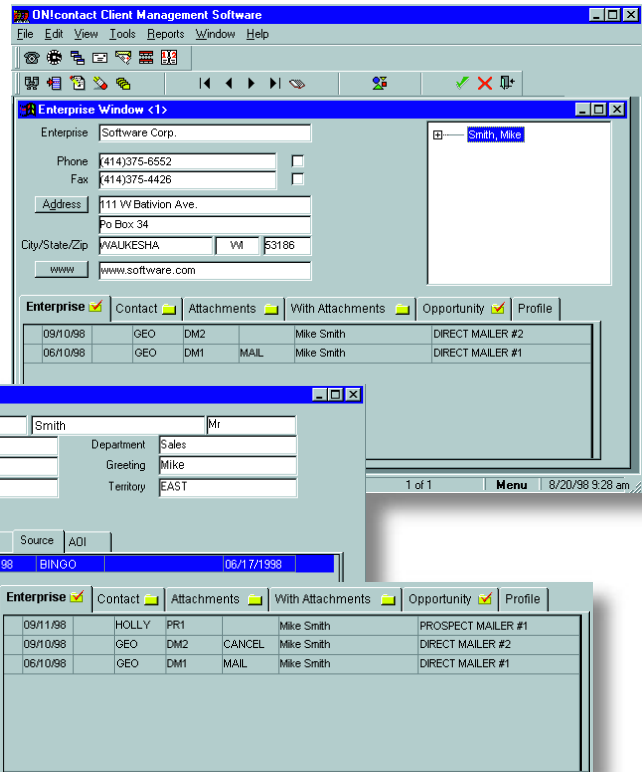 ON!contact Client Management Software
File Edit View Tools Reports Window Help
Enterprise Window <1>
Enterprise Software Corp.
Smith, Mike
Phone (414)375-6552
Fax (414)375-4426
Address 111 W Bativion Ave.
Po Box 34
City/State/Zip WAUKESHA WI 53186
www www.software.com
Enterprise Contact Attachments With Attachments Opportunity Profile
09/10/98 GEO DM2 Mike Smith DIRECT MAILER #2
06/10/98 GEO DM1 MAIL Mike Smith DIRECT MAILER #1
Smith Mr
Department Sales
Greeting Mike
Territory EAST
1 of 1 Menu 8/20/98 9:28 am
Source AOI
98 BINGO 06/17/1998
Enterprise Contact Attachments With Attachments Opportunity Profile
09/11/98 HOLLY PR1 Mike Smith PROSPECT MAILER #1
09/10/98 GEO DM2 CANCEL Mike Smith DIRECT MAILER #2
06/10/98 GEO DM1 MAIL Mike Smith DIRECT MAILER #1